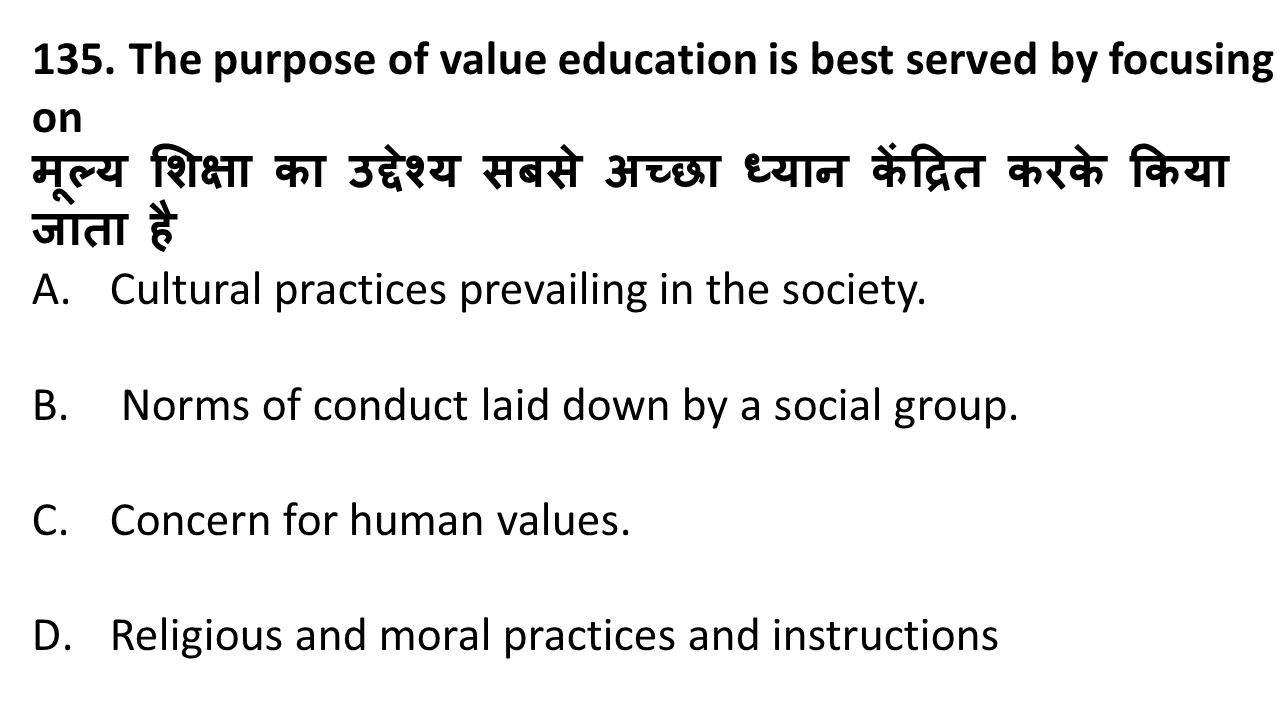 135. The purpose of value education is best served by focusing
on
मूल्य शिक्षा का उद्देश्य सबसे अच्छा ध्यान केंद्रित करके किया
जाता है
A. Cultural practices prevailing in the society.
B. Norms of conduct laid down by a social group.
C. Concern for human values.
D. Religious and moral practices and instructions